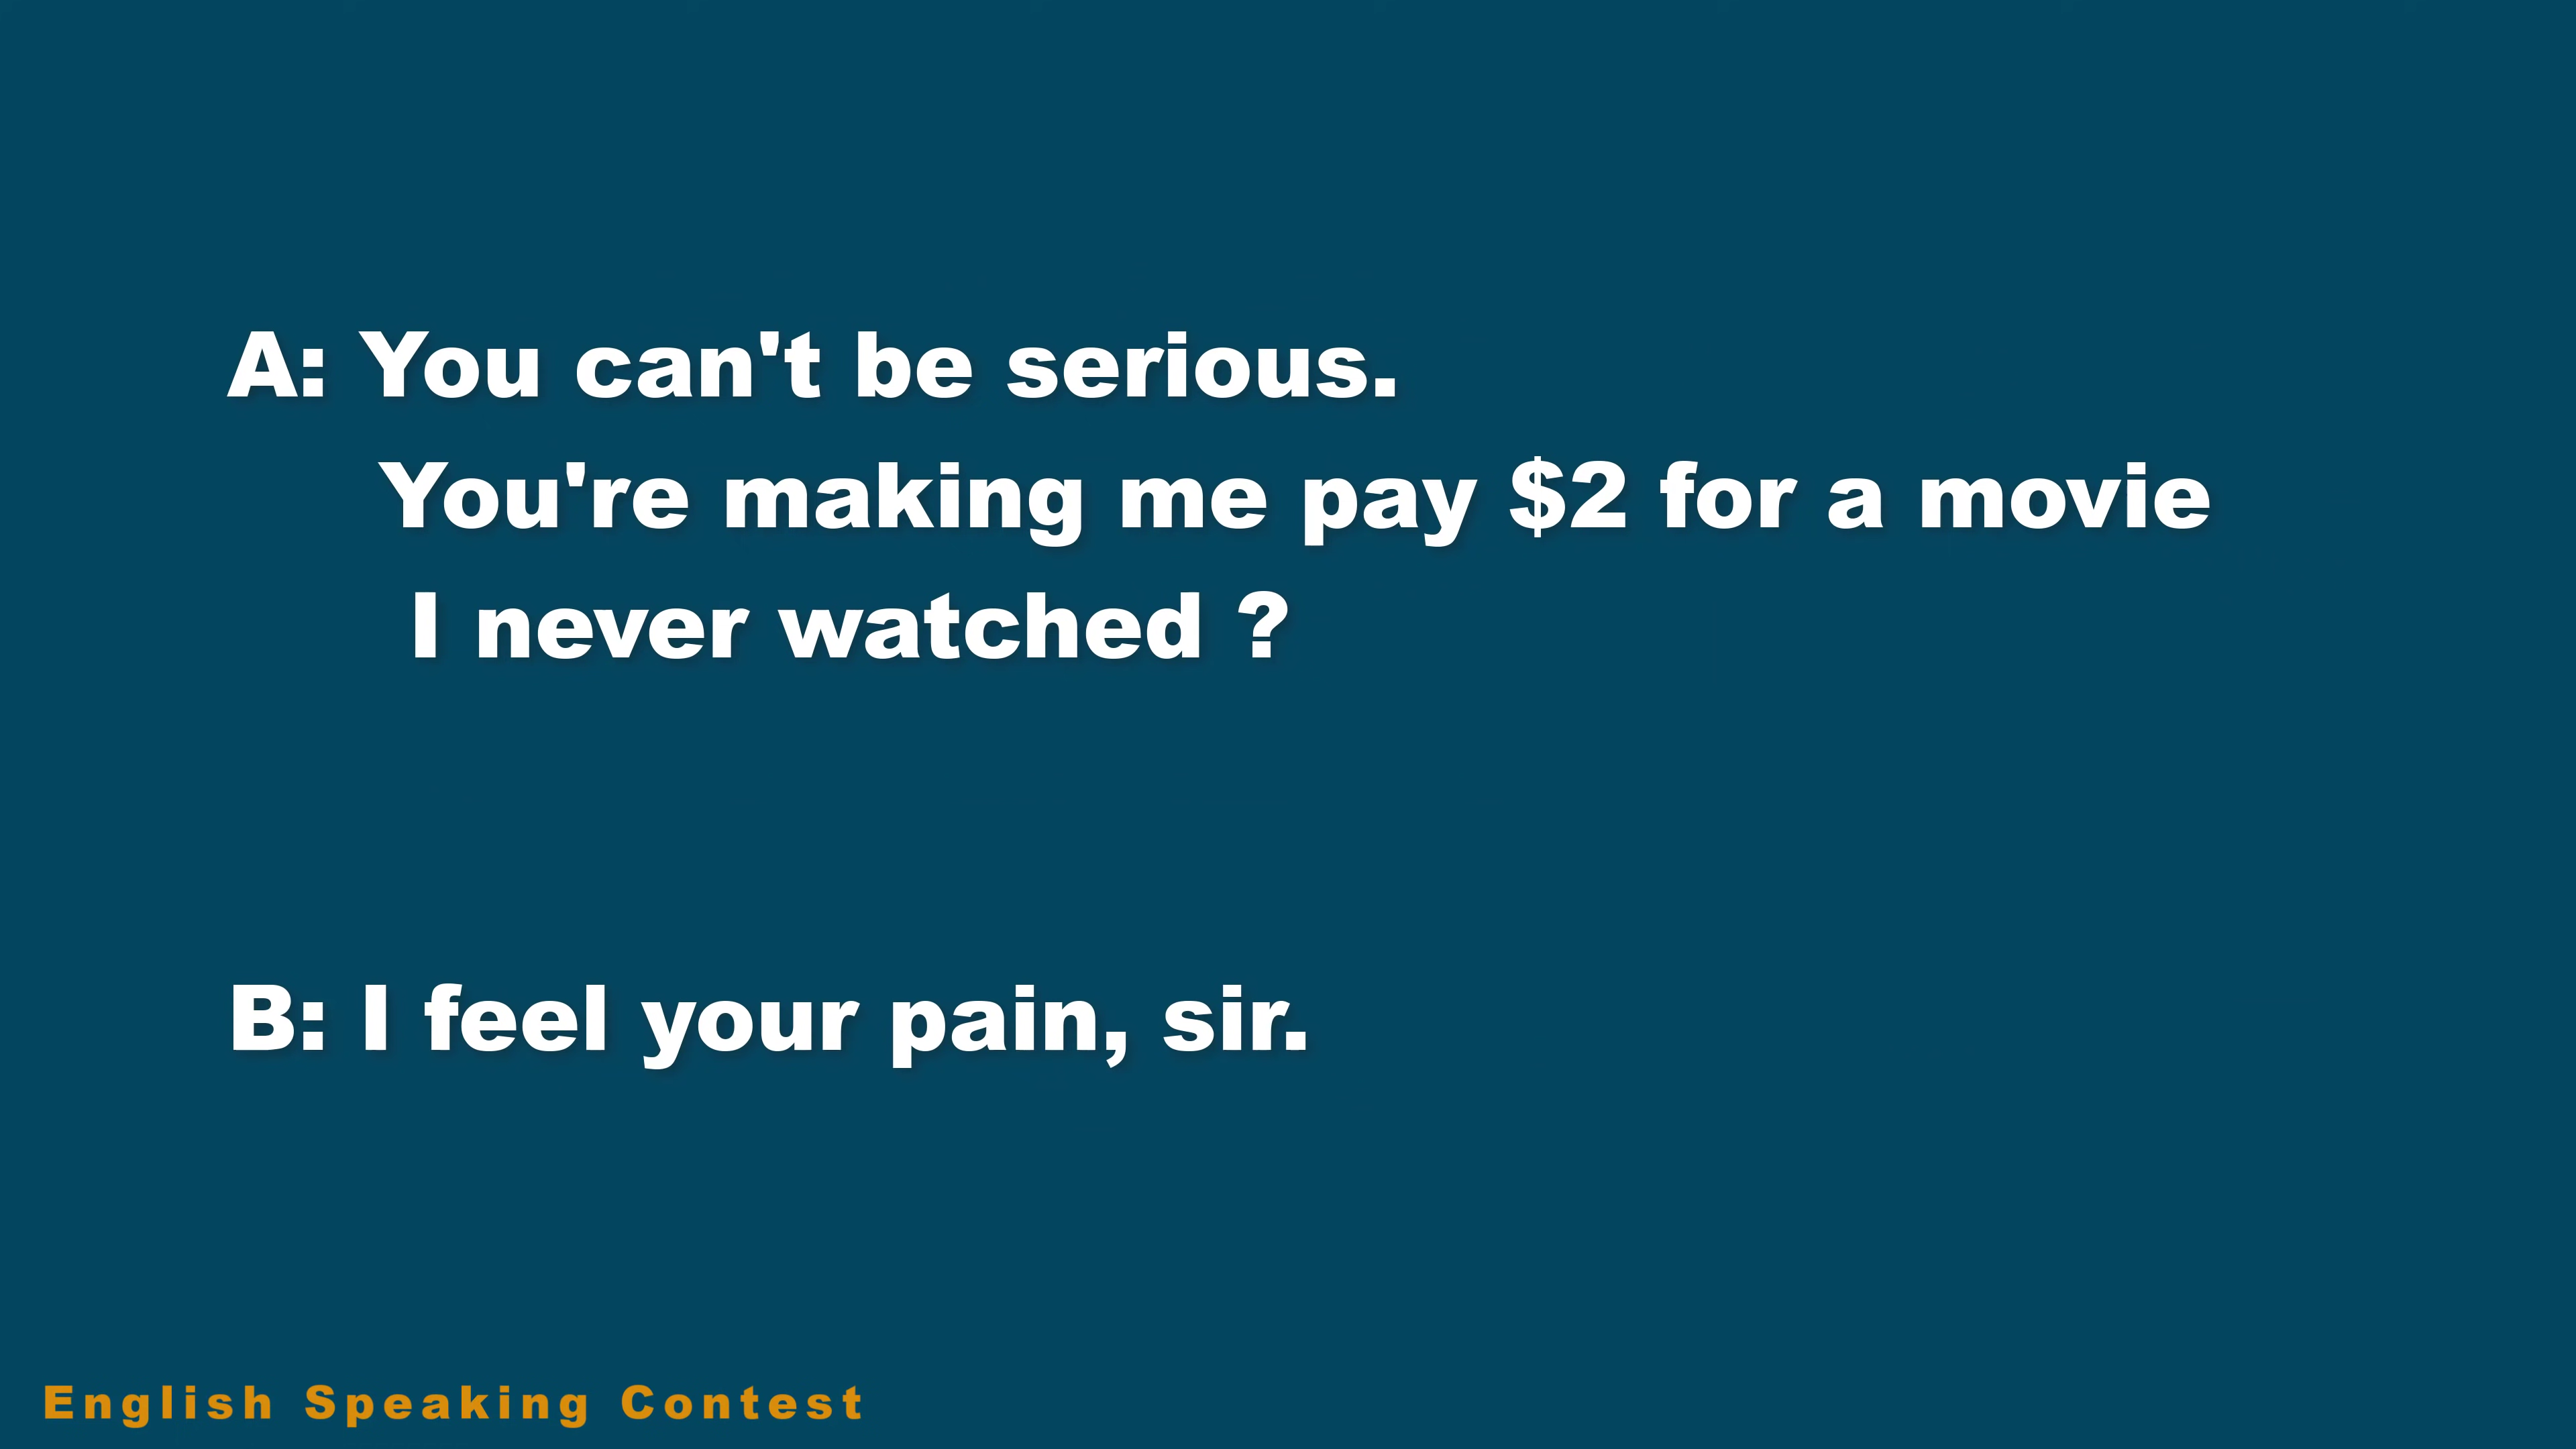 A: You can't be serious.
You're making me pay $2 for a movie
I never watched ?
B: I feel your pain, sir.
English Speaking Contest